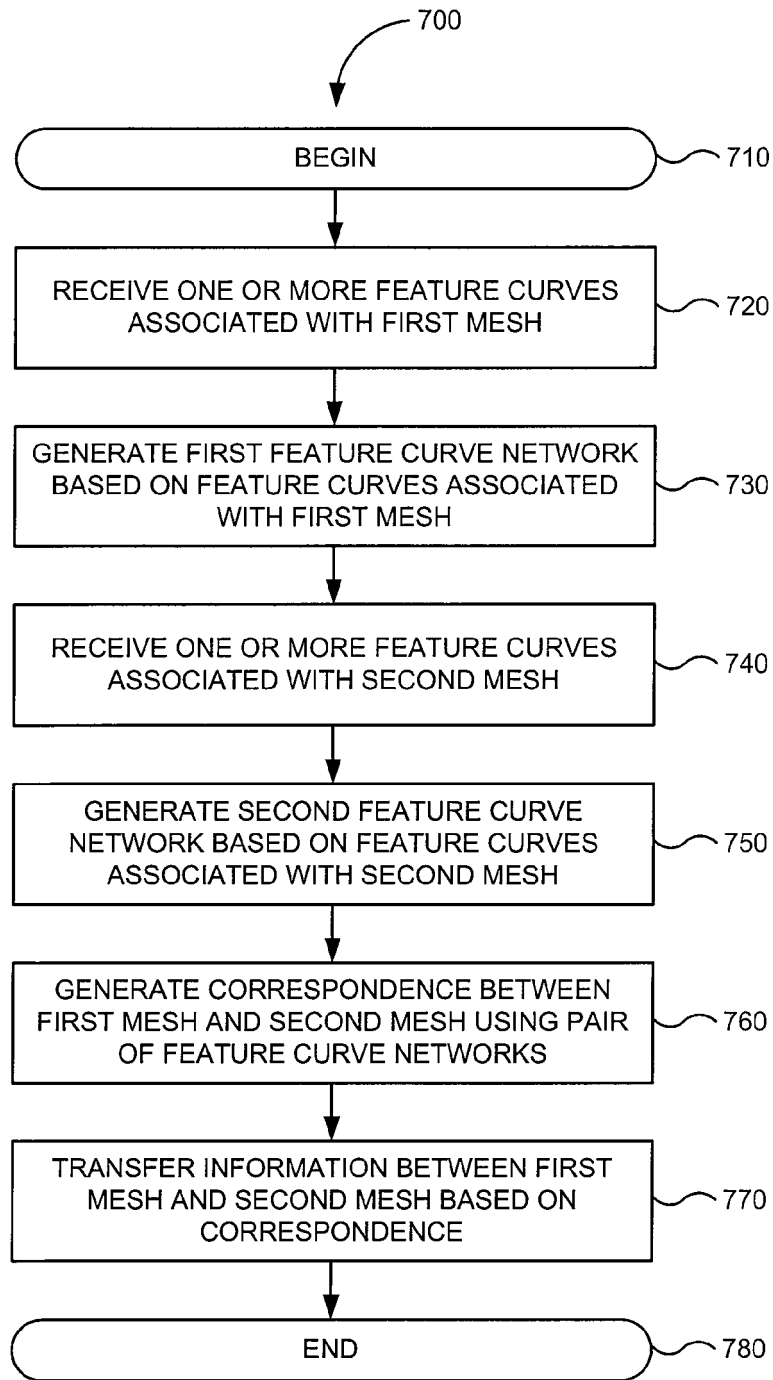 700
BEGIN
710
RECEIVE ONE OR MORE FEATURE CURVES
ASSOCIATED WITH FIRST MESH
720
GENERATE FIRST FEATURE CURVE NETWORK
BASED ON FEATURE CURVES ASSOCIATED
WITH FIRST MESH
730
RECEIVE ONE OR MORE FEATURE CURVES
ASSOCIATED WITH SECOND MESH
740
GENERATE SECOND FEATURE CURVE
NETWORK BASED ON FEATURE CURVES
ASSOCIATED WITH SECOND MESH
750
GENERATE CORRESPONDENCE BETWEEN
FIRST MESH AND SECOND MESH USING PAIR
OF FEATURE CURVE NETWORKS
760
TRANSFER INFORMATION BETWEEN FIRST
MESH AND SECOND MESH BASED ON
CORRESPONDENCE
770
END
780